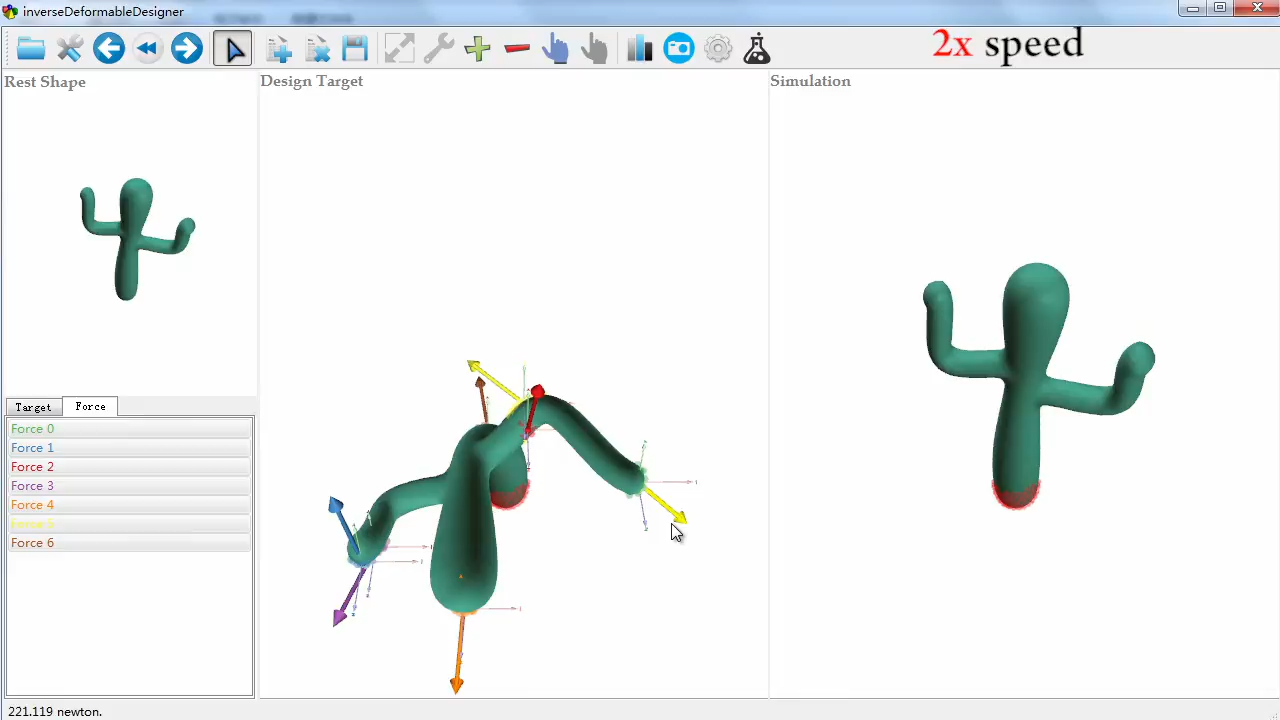 inverseDeformableDesigner
2x speed
Rest Shape
Design Target
Simulation
Target
Force
Force 0
Force 1
Force 2
Force 3
Force 4
Force 5
Force 6
221.119 newton.